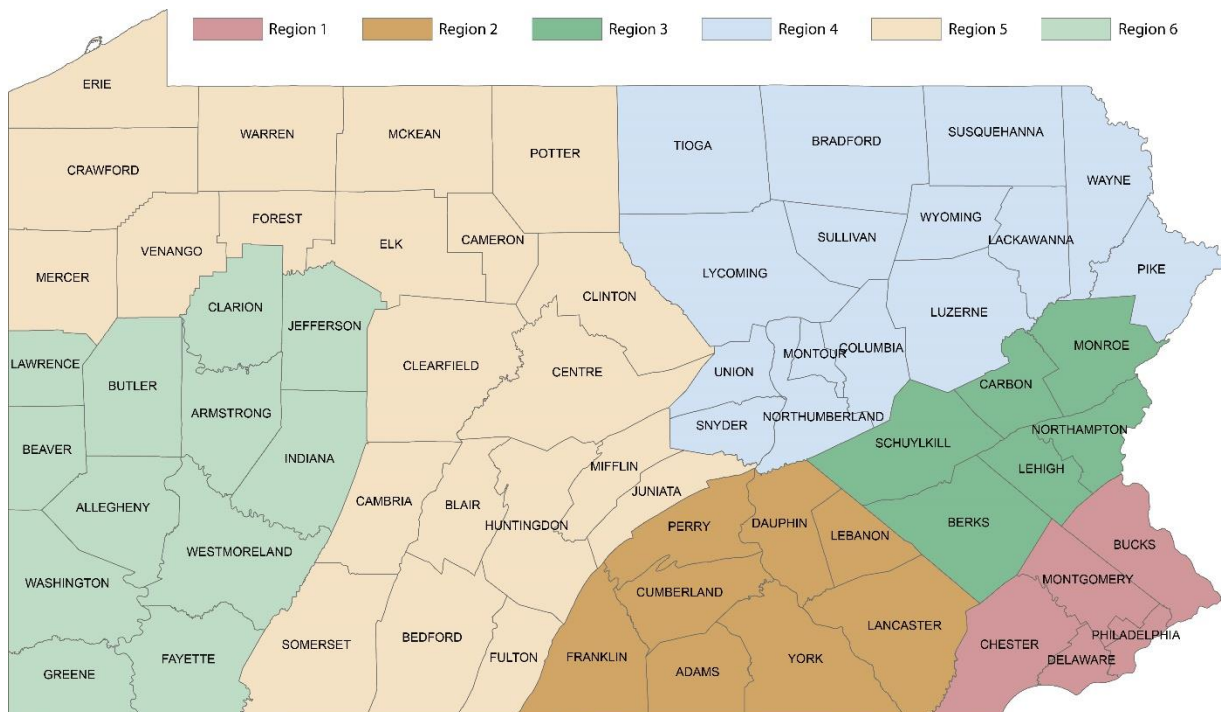 Region 1
Region 2
Region 3
Region 4
Region 5
Region 6
ERIE
WARREN
MCKEAN
POTTER
TIOGA
BRADFORD
SUSQUEHANNA
WAYNE
CRAWFORD
FOREST
VENANGO
ELK
CAMERON
SULLIVAN
WYOMING
LACKAWANNA
MERCER
LYCOMING
PIKE
CLINTON
CLARION
JEFFERSON
LUZERNE
LAWRENCE
BUTLER
CLEARFIELD
CENTRE
UNION
MONTOUR
COLUMBIA
MONROE
CARBON
ARMSTRONG
SNYDER
NORTHUMBERLAND
NORTHAMPTON
BEAVER
INDIANA
SCHUYLKILL
LEHIGH
MIFFLIN
JUNIATA
CAMBRIA
BLAIR
ALLEGHENY
HUNTINGDON
PERRY
DAUPHIN
LEBANON
BERKS
BUCKS
WESTMORELAND
WASHINGTON
CUMBERLAND
MONTGOMERY
LANCASTER
PHILADELPHIA
SOMERSET
BEDFORD
FULTON
FRANKLIN
ADAMS
YORK
CHESTER
DELAWARE
FAYETTE
GREENE